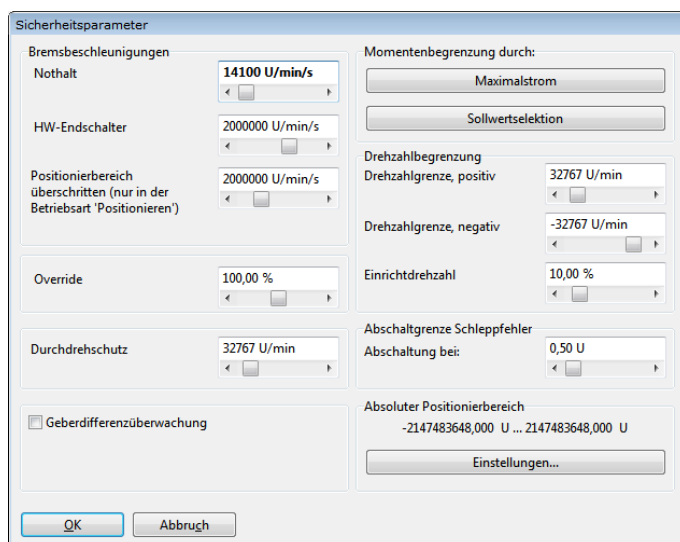 Sicherheitsparameter
Bremsbeschleunigungen
Nothalt
14100 U/min/s
HW-Endschalter
2000000 U/min/s
Positionierbereich
überschritten (nur in der
Betriebsart 'Positionieren')
2000000 U/min/s
Override
100,00 %
Durchdrehschutz
32767 U/min
Geberdifferenzüberwachung
Momentenbegrenzung durch:
Maximalstrom
Sollwertselektion
Drehzahlbegrenzung
Drehzahlgrenze, positiv
32767 U/min
Drehzahlgrenze, negativ
-32767 U/min
Einrichtdrehzahl
10,00 %
Abschaltgrenze Schleppfehler
Abschaltung bei:
0,50 U
Absoluter Positionierbereich
-2147483648,000 U ... 2147483648,000 U
Einstellungen...
OK
Abbruch